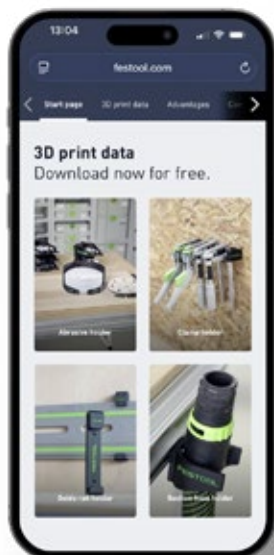 13:04
festool.com
Start page 3D print data Advantages
3D print data
Download now for free.
Abrasive holder
Clamp holder
Guide rail holder
Suction hose holder
FESTOOL